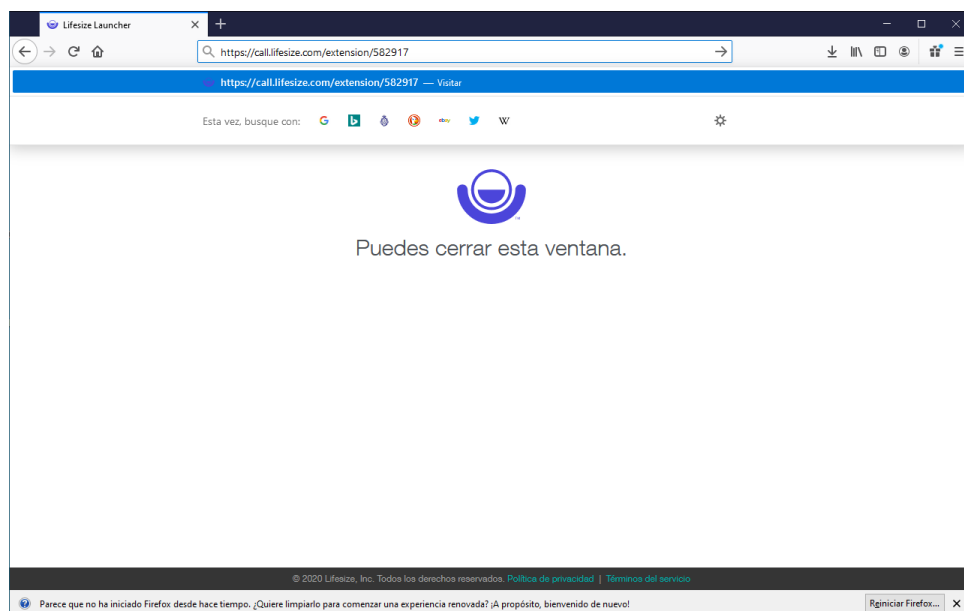 Lifesize Launcher
https://call.lifesize.com/extension/582917
https://call.lifesize.com/extension/582917 — Visitar
Esta vez, busque con:
ebay
W
Puedes cerrar esta ventana.
© 2020 Lifesize, Inc. Todos los derechos reservados. Política de privacidad | Términos del servicio
Parece que no ha iniciado Firefox desde hace tiempo. ¿Quiere limpiarlo para comenzar una experiencia renovada? ¡A propósito, bienvenido de nuevo! Reiniciar Firefox...